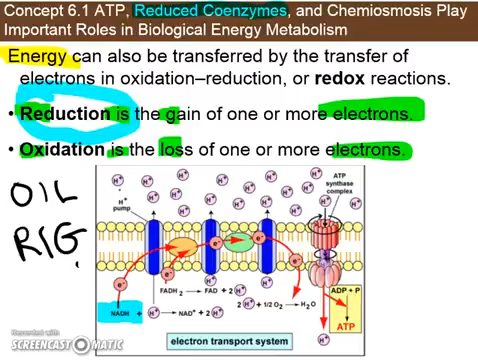 Concept 6.1 ATP, Reduced Coenzymes, and Chemiosmosis Play
Important Roles in Biological Energy Metabolism
Energy can also be transferred by the transfer of
electrons in oxidation–reduction, or redox reactions.
• Reduction is the gain of one or more electrons.
• Oxidation is the loss of one or more electrons.
OIL
RIG
H+ H+ H+ H+ H+ H+ H+ H+ H+ H+ H+ H+ H+ H+
H+ pump
ATP
synthase
complex
e- e- e- e- e- e-
FADH2 → FAD + 2 H+
2 H+ + 1/2 O2 → H2O
NADH + H+ → NAD+ + 2 H+
H+
ADP + P
ATP
electron transport system
Recorded with
SCREENCAST-O-MATIC